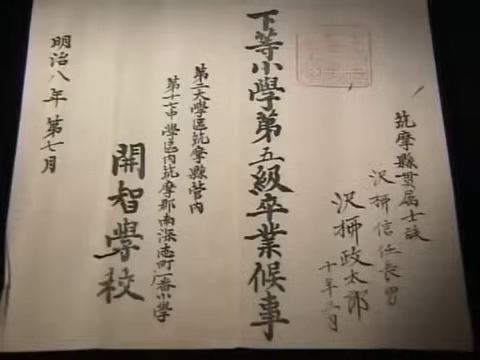 筑摩縣貫属士族
沢柳信任長男
沢柳政太郎
十年二月
下等小學第五級卒業候事
第二大學區筑摩縣管内
第十七中學區内筑摩郡南深志町一番小學
開智學校
明治八年第七月